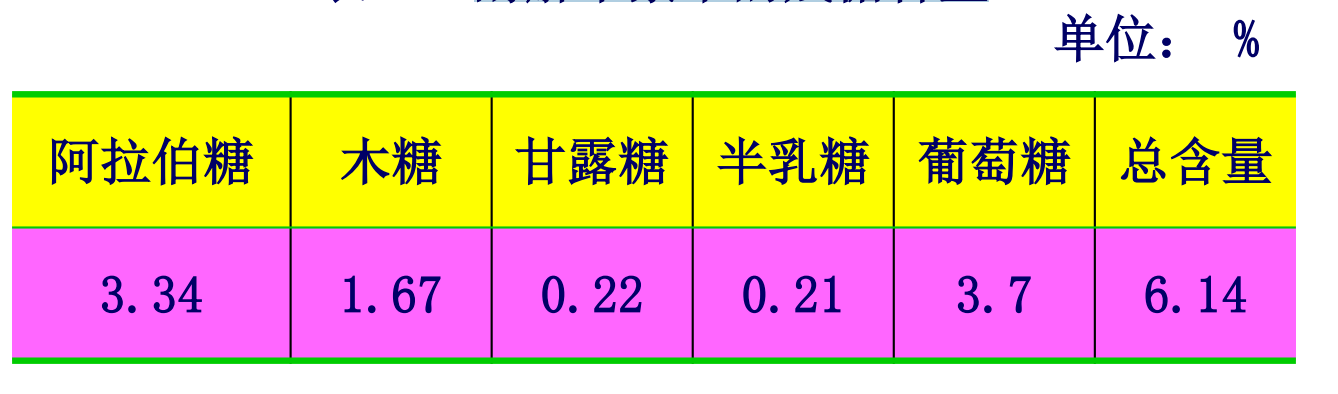 单位： %
阿拉伯糖 木糖 甘露糖 半乳糖 葡萄糖 总含量
3.34 1.67 0.22 0.21 3.7 6.14